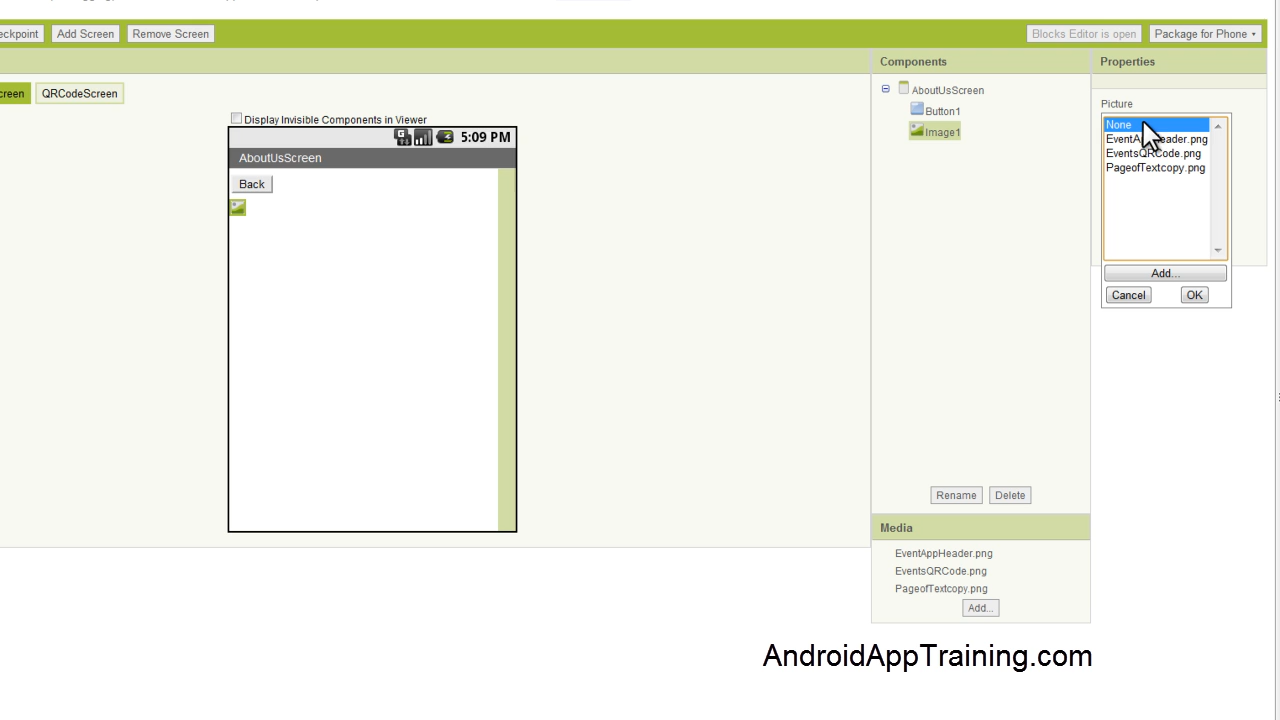 eckpoint
Add Screen
Remove Screen
Blocks Editor is open
Package for Phone
Components
Properties
creen
QRCodeScreen
Display Invisible Components in Viewer
5:09 PM
AboutUsScreen
Back
AboutUsScreen
Button1
Image1
Picture
None
EventAppHeader.png
EventsQRCode.png
PageofTextcopy.png
Add...
Cancel
OK
Rename
Delete
Media
EventAppHeader.png
EventsQRCode.png
PageofTextcopy.png
Add...
AndroidAppTraining.com